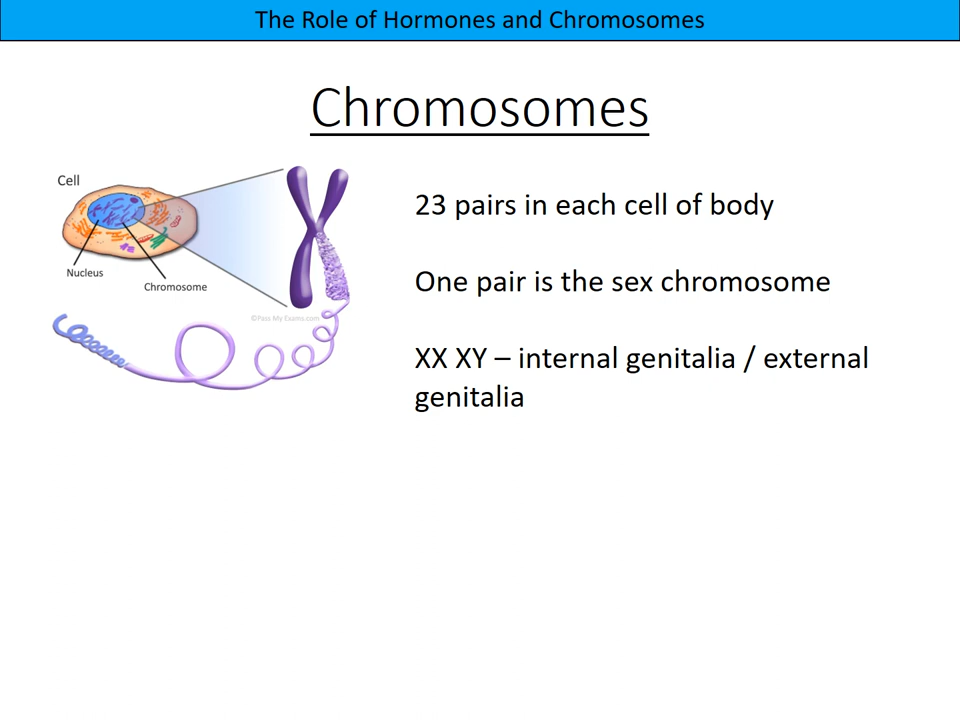 The Role of Hormones and Chromosomes
Chromosomes
Cell
Nucleus
Chromosome
©Pass My Exams.com
23 pairs in each cell of body
One pair is the sex chromosome
XX XY – internal genitalia / external
genitalia